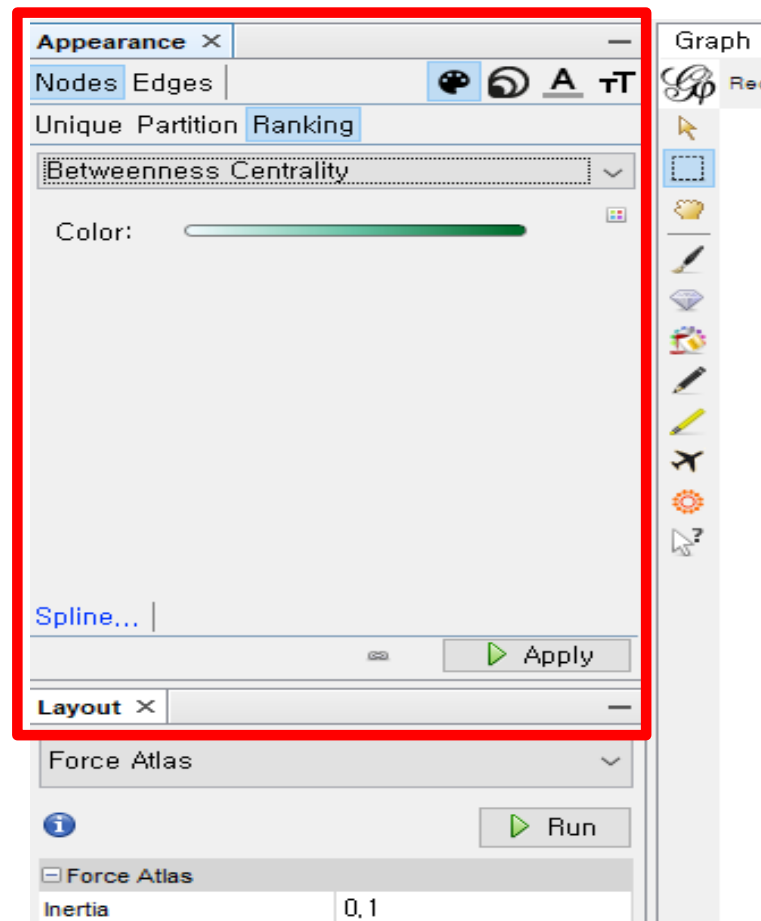 Appearance
Nodes Edges
Unique Partition Ranking
Betweenness Centrality
Color:
Spline...
Apply
Layout
Force Atlas
Run
Force Atlas
Inertia 0,1
Graph